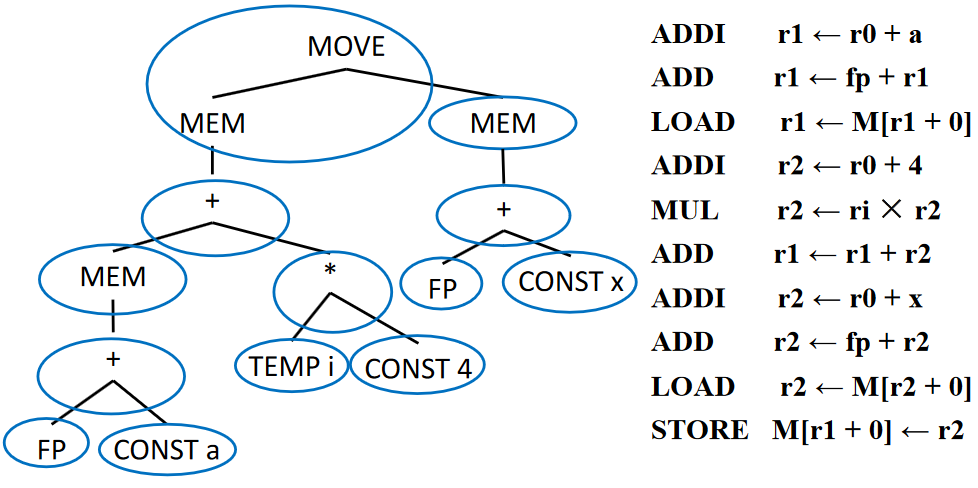 MOVE
MEM MEM
+ +
MEM * FP CONST x
+ TEMP i CONST 4
FP CONST a
ADDI r1 ← r0 + a
ADD r1 ← fp + r1
LOAD r1 ← M[r1 + 0]
ADDI r2 ← r0 + 4
MUL r2 ← ri × r2
ADD r1 ← r1 + r2
ADDI r2 ← r0 + x
ADD r2 ← fp + r2
LOAD r2 ← M[r2 + 0]
STORE M[r1 + 0] ← r2